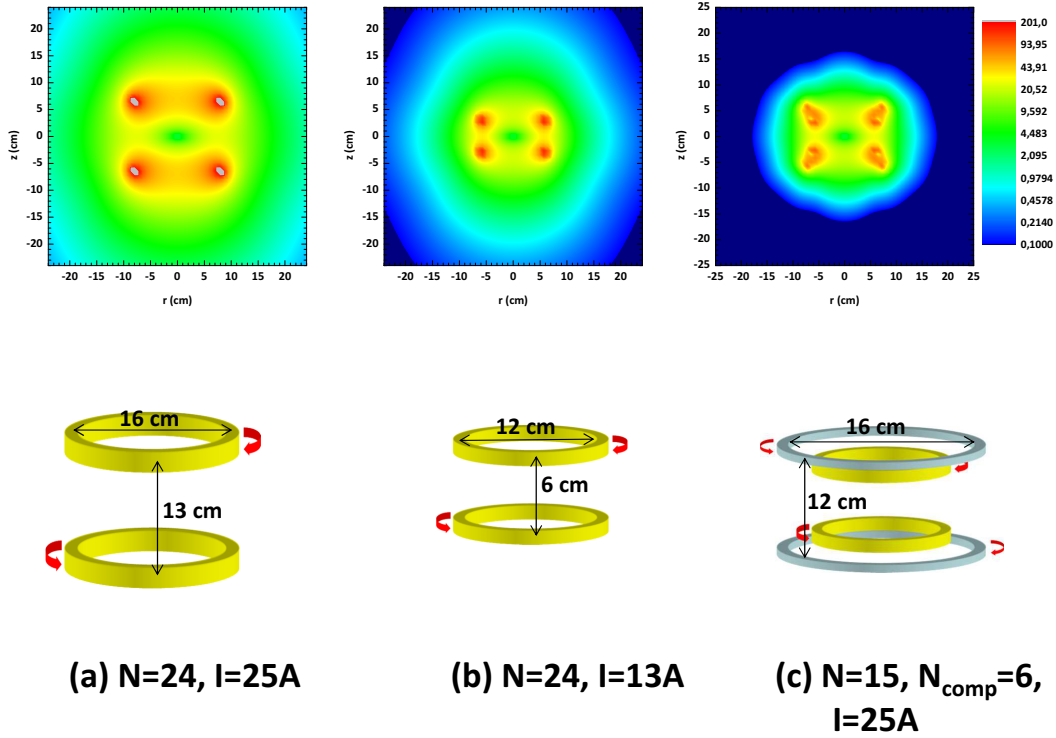 20
15
10
5
0
-5
-10
-15
-20
z (cm)
-20 -15 -10 -5 0 5 10 15 20
r (cm)
20
15
10
5
0
-5
-10
-15
-20
z (cm)
-20 -15 -10 -5 0 5 10 15 20
r (cm)
25
20
15
10
5
0
-5
-10
-15
-20
-25
z (cm)
-25 -20 -15 -10 -5 0 5 10 15 20 25
r (cm)
201,0
93,95
43,91
20,52
9,592
4,483
2,095
0,9794
0,4578
0,2140
0,1000
16 cm
13 cm
12 cm
6 cm
16 cm
12 cm
(a) N=24, I=25A
(b) N=24, I=13A
(c) N=15, N_comp=6,
I=25A